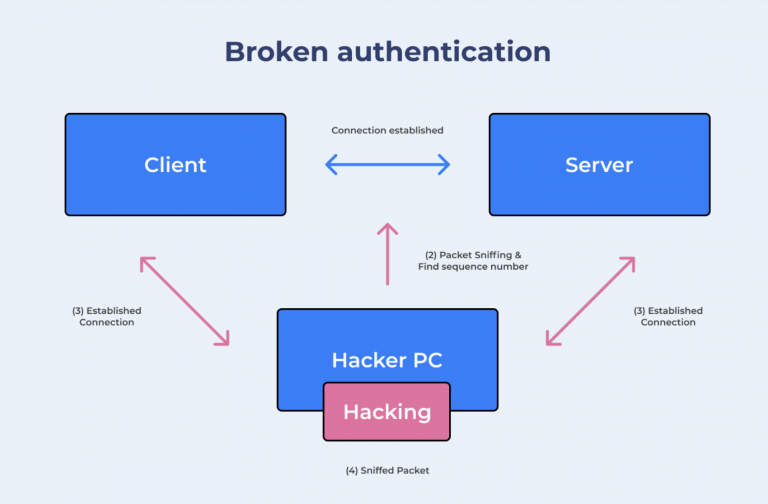 Broken authentication
Connection established
Client
Server
(2) Packet Sniffing &
Find sequence number
(3) Established
Connection
(3) Established
Connection
Hacker PC
Hacking
(4) Sniffed Packet